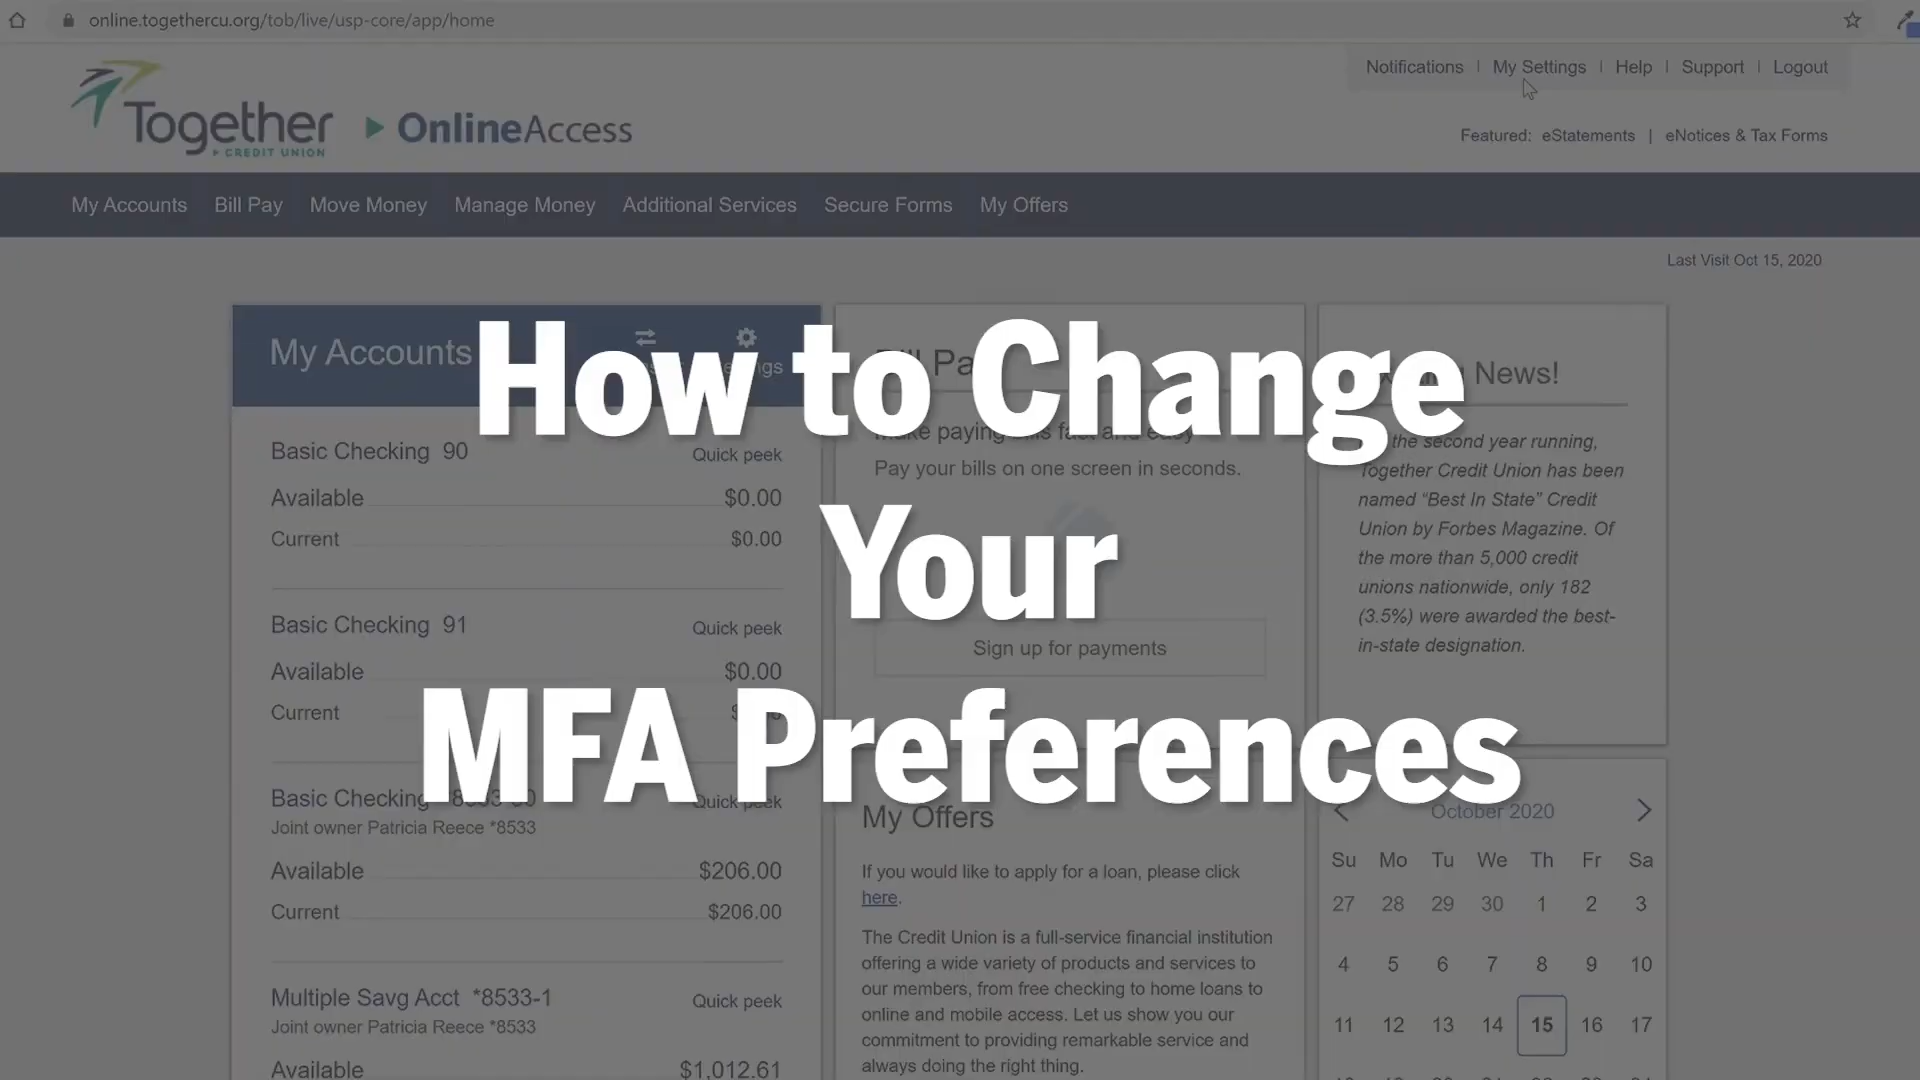 online.togethercu.org/tob/live/usp-core/app/home
Notifications | My Settings | Help | Support | Logout
Together
CREDIT UNION
OnlineAccess
Featured: eStatements | eNotices & Tax Forms
My Accounts Bill Pay Move Money Manage Money Additional Services Secure Forms My Offers
Last Visit Oct 15, 2020
How to Change
Your
MFA Preferences
My Accounts
Basic Checking 90 Quick peek
Available $0.00
Current $0.00
Basic Checking 91 Quick peek
Available $0.00
Current
Basic Checking
Quick peek
Joint owner Patricia Reece *8533
Available $206.00
Current $206.00
Multiple Savg Acct *8533-1 Quick peek
Joint owner Patricia Reece *8533
Available $1,012.61
Bill Pa
Make paying bills fast and easy
Pay your bills on one screen in seconds.
Sign up for payments
My Offers
If you would like to apply for a loan, please click
here.
The Credit Union is a full-service financial institution
offering a wide variety of products and services to
our members, from free checking to home loans to
online and mobile access. Let us show you our
commitment to providing remarkable service and
always doing the right thing.
News!
the second year running,
Together Credit Union has been
named “Best In State” Credit
Union by Forbes Magazine. Of
the more than 5,000 credit
unions nationwide, only 182
(3.5%) were awarded the best-
in-state designation.
October 2020
Su Mo Tu We Th Fr Sa
27 28 29 30 1 2 3
4 5 6 7 8 9 10
11 12 13 14 15 16 17